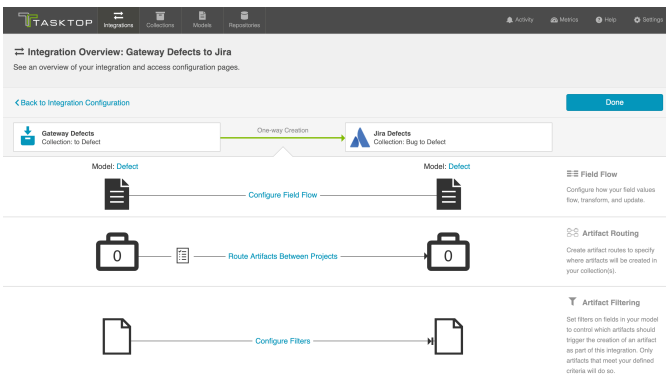 TASKTOP
Integrations
Collections
Models
Repositories
Activity
Metrics
Help
Settings
Integration Overview: Gateway Defects to Jira
See an overview of your integration and access configuration pages.
Back to Integration Configuration
Done
Gateway Defects
Collection: to Defect
One-way Creation
Jira Defects
Collection: Bug to Defect
Model: Defect
Model: Defect
Configure Field Flow
Field Flow
Configure how your field values
flow, transform, and update.
0
Route Artifacts Between Projects
0
Artifact Routing
Create artifact routes to specify
where artifacts will be created in
your collection(s).
Configure Filters
Artifact Filtering
Set filters on fields in your model
to control which artifacts should
trigger the creation of an artifact
as part of this integration. Only
artifacts that meet your defined
criteria will do so.